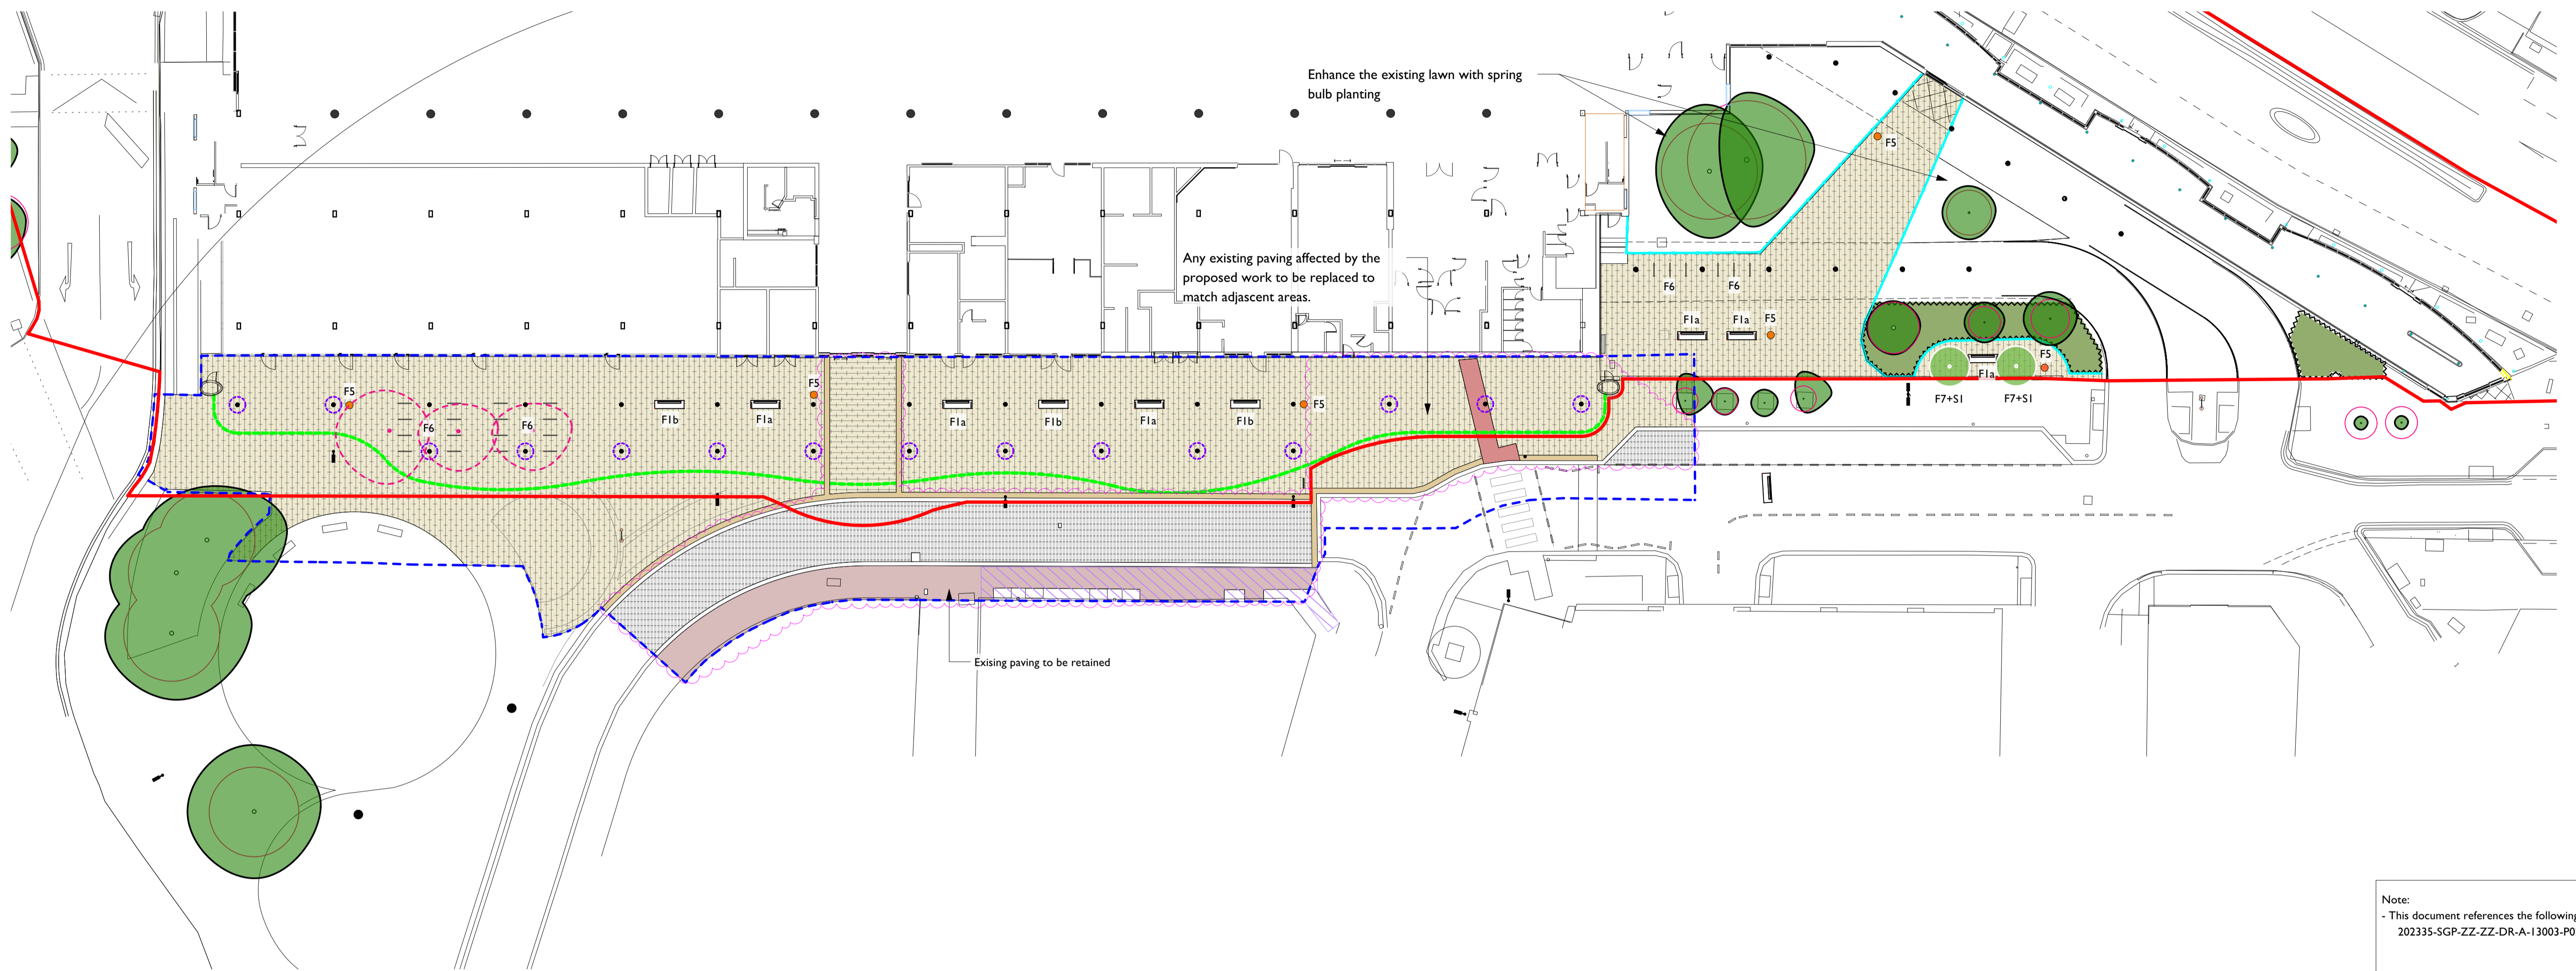 Enhance the existing lawn with spring
bulb planting
F5
Any existing paving affected by the
proposed work to be replaced to
match adjascent areas.
F6
F6
F1a
F1a
F5
F5
F1a
F7+S1
F7+S1
F5
F5
F5
F6
F6
F1b
F1a
F1a
F1b
F1a
F1b
Exising paving to be retained
Note:
- This document references the following
202335-SGP-ZZ-ZZ-DR-A-13003-P0